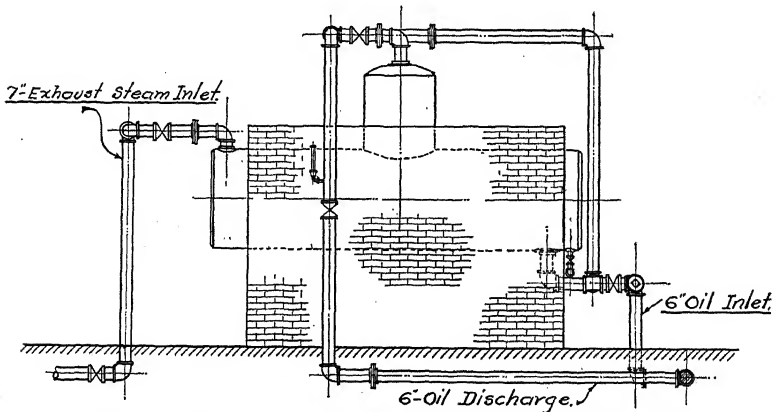 7"-Exhaust Steam Inlet.
6" Oil Inlet.
6"-Oil Discharge.